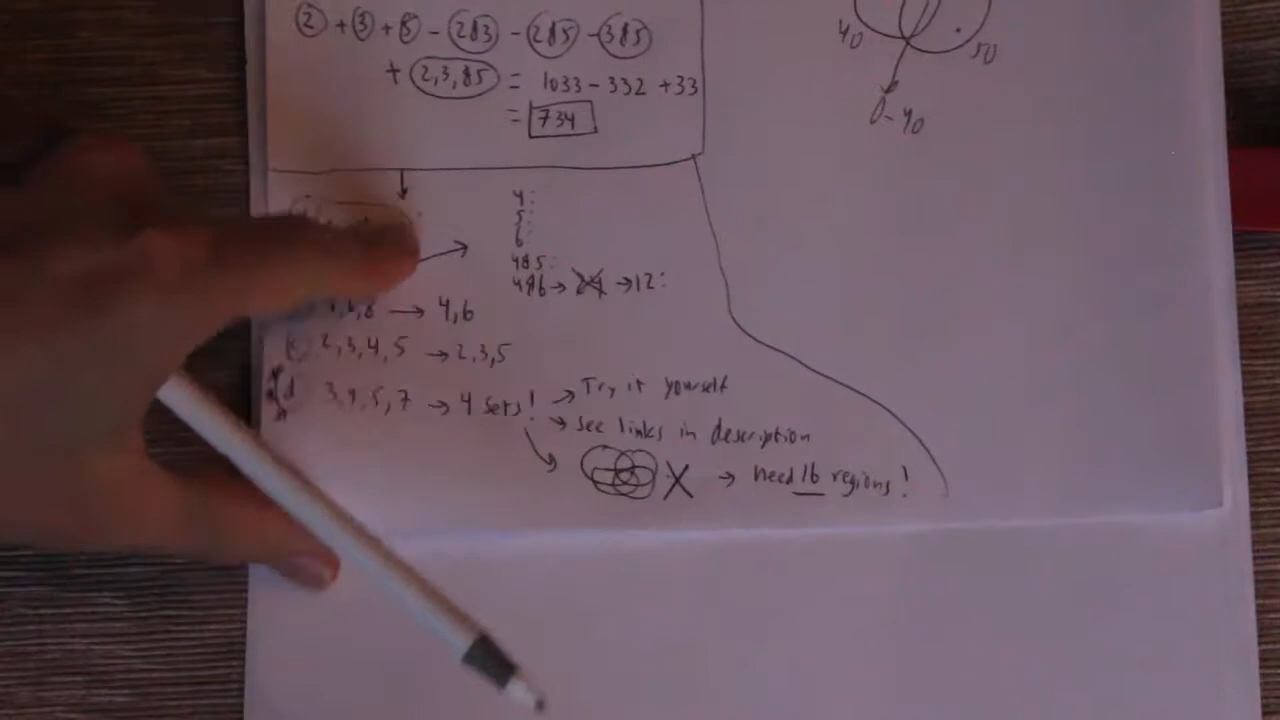 2 + 3 + 5 - 2&3 - 2&5 - 3&5
+ 2,3,&5 = 1033 - 332 + 33
= 734
40
50
0-40
4:
5:
6:
4&5:
4&6 → 24 → 12:
→ 4,6
2,3,4,5 → 2,3,5
d 3,4,5,7 → 4 sets! → Try it yourself
→ see links in description
X → need 16 regions!